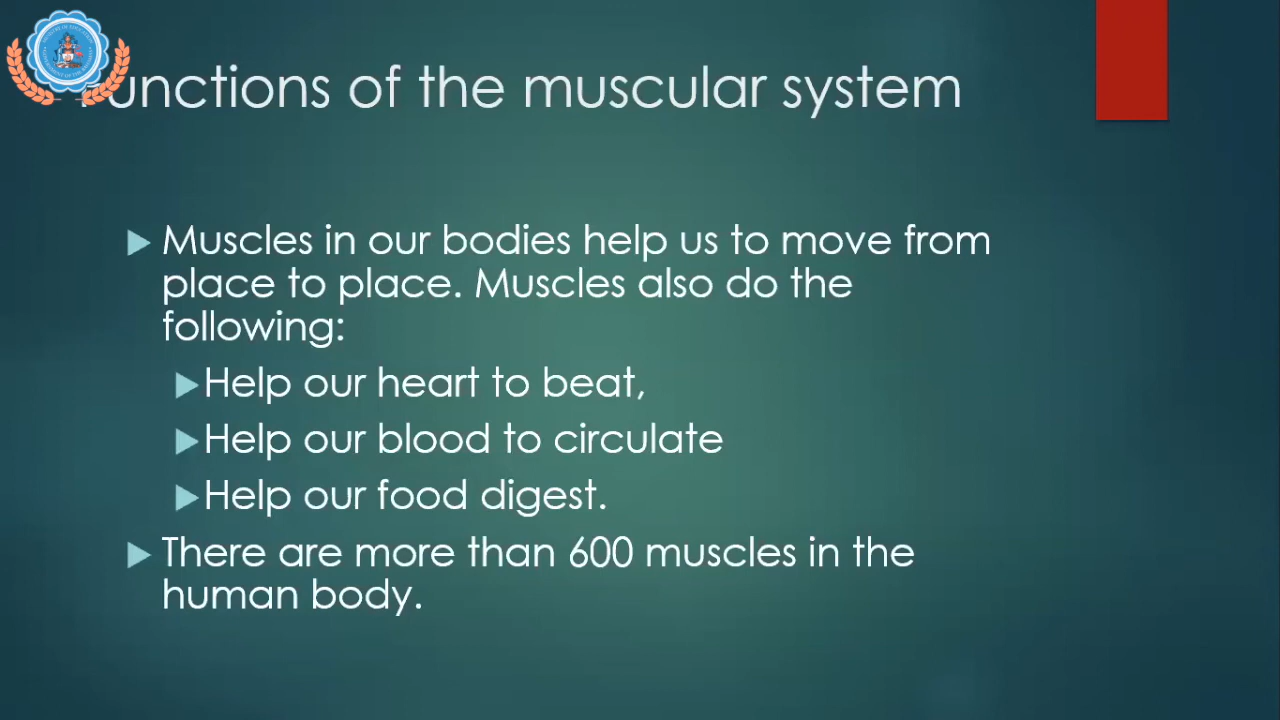 Functions of the muscular system
Muscles in our bodies help us to move from
place to place. Muscles also do the
following:
Help our heart to beat,
Help our blood to circulate
Help our food digest.
There are more than 600 muscles in the
human body.